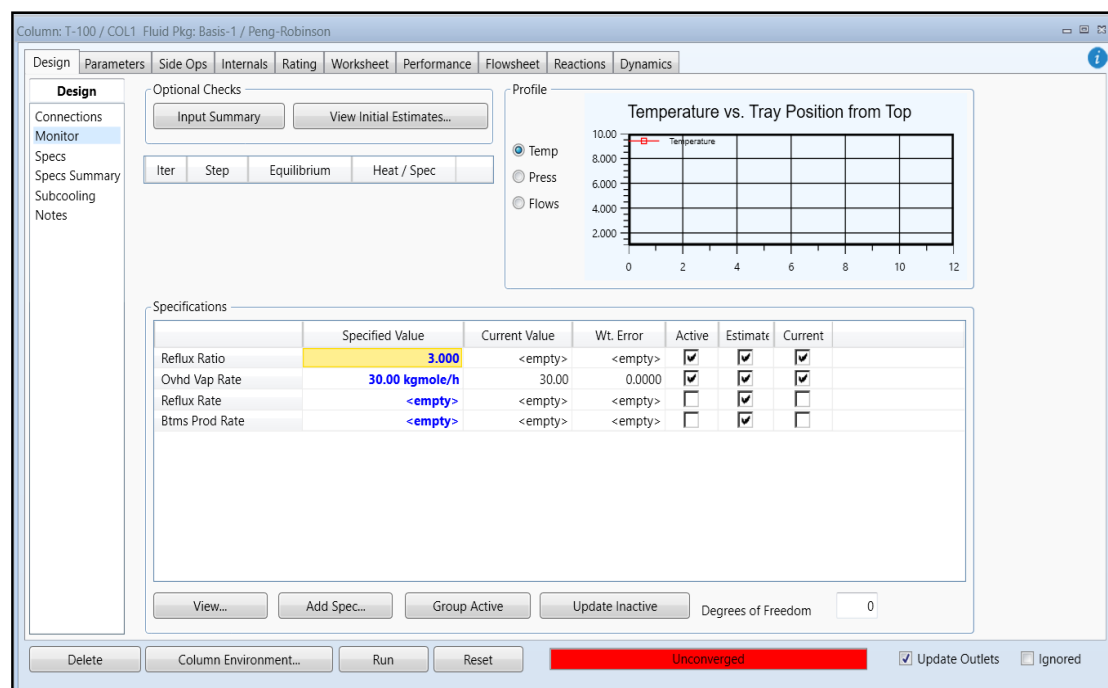 Column: T-100 / COL1 Fluid Pkg: Basis-1 / Peng-Robinson
Design Parameters Side Ops Internals Rating Worksheet Performance Flowsheet Reactions Dynamics
i
Design
Connections
Monitor
Specs
Specs Summary
Subcooling
Notes
Optional Checks
Input Summary View Initial Estimates...
Iter Step Equilibrium Heat / Spec
Profile
Temp
Press
Flows
Temperature vs. Tray Position from Top
Temperature
10.00
8.000
6.000
4.000
2.000
0 2 4 6 8 10 12
Specifications
Specified Value Current Value Wt. Error Active Estimate Current
Reflux Ratio 3.000 <empty> <empty>
Ovhd Vap Rate 30.00 kgmole/h 30.00 0.0000
Reflux Rate <empty> <empty> <empty>
Btms Prod Rate <empty> <empty> <empty>
View... Add Spec... Group Active Update Inactive Degrees of Freedom 0
Delete Column Environment... Run Reset Unconverged Update Outlets Ignored